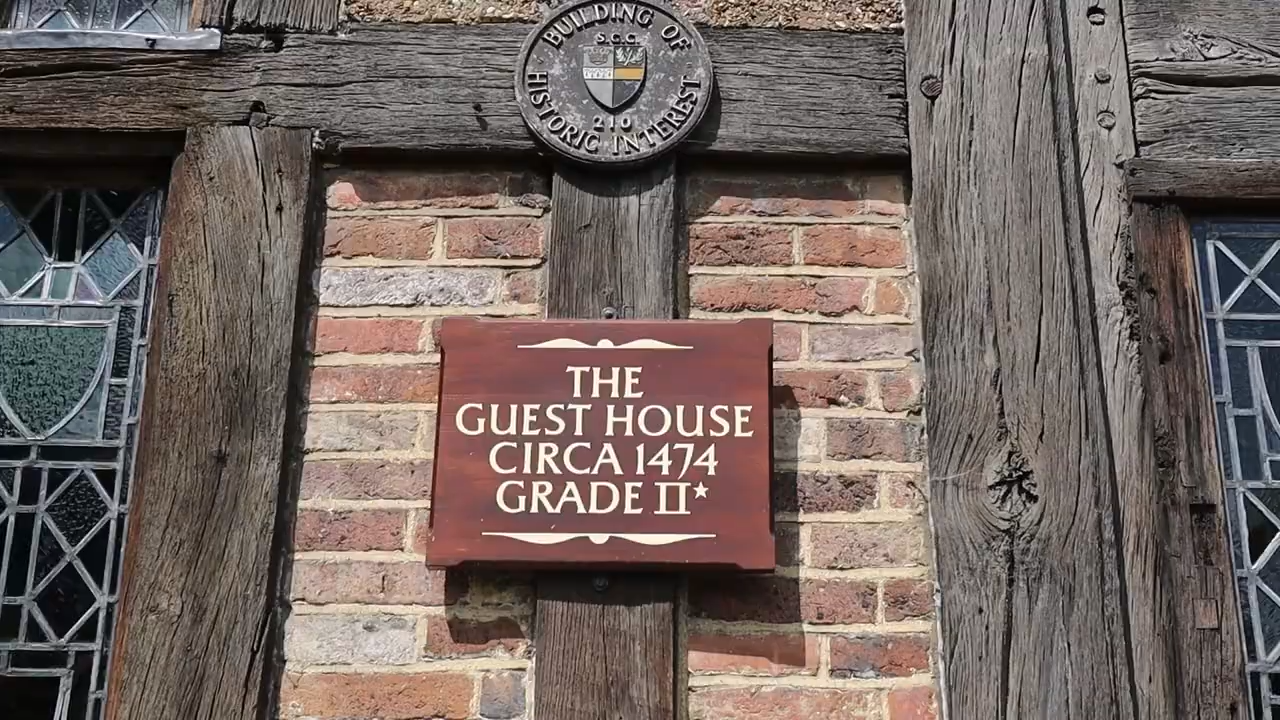 BUILDING OF
S.C.C.
210
HISTORIC INTEREST
THE
GUEST HOUSE
CIRCA 1474
GRADE II★